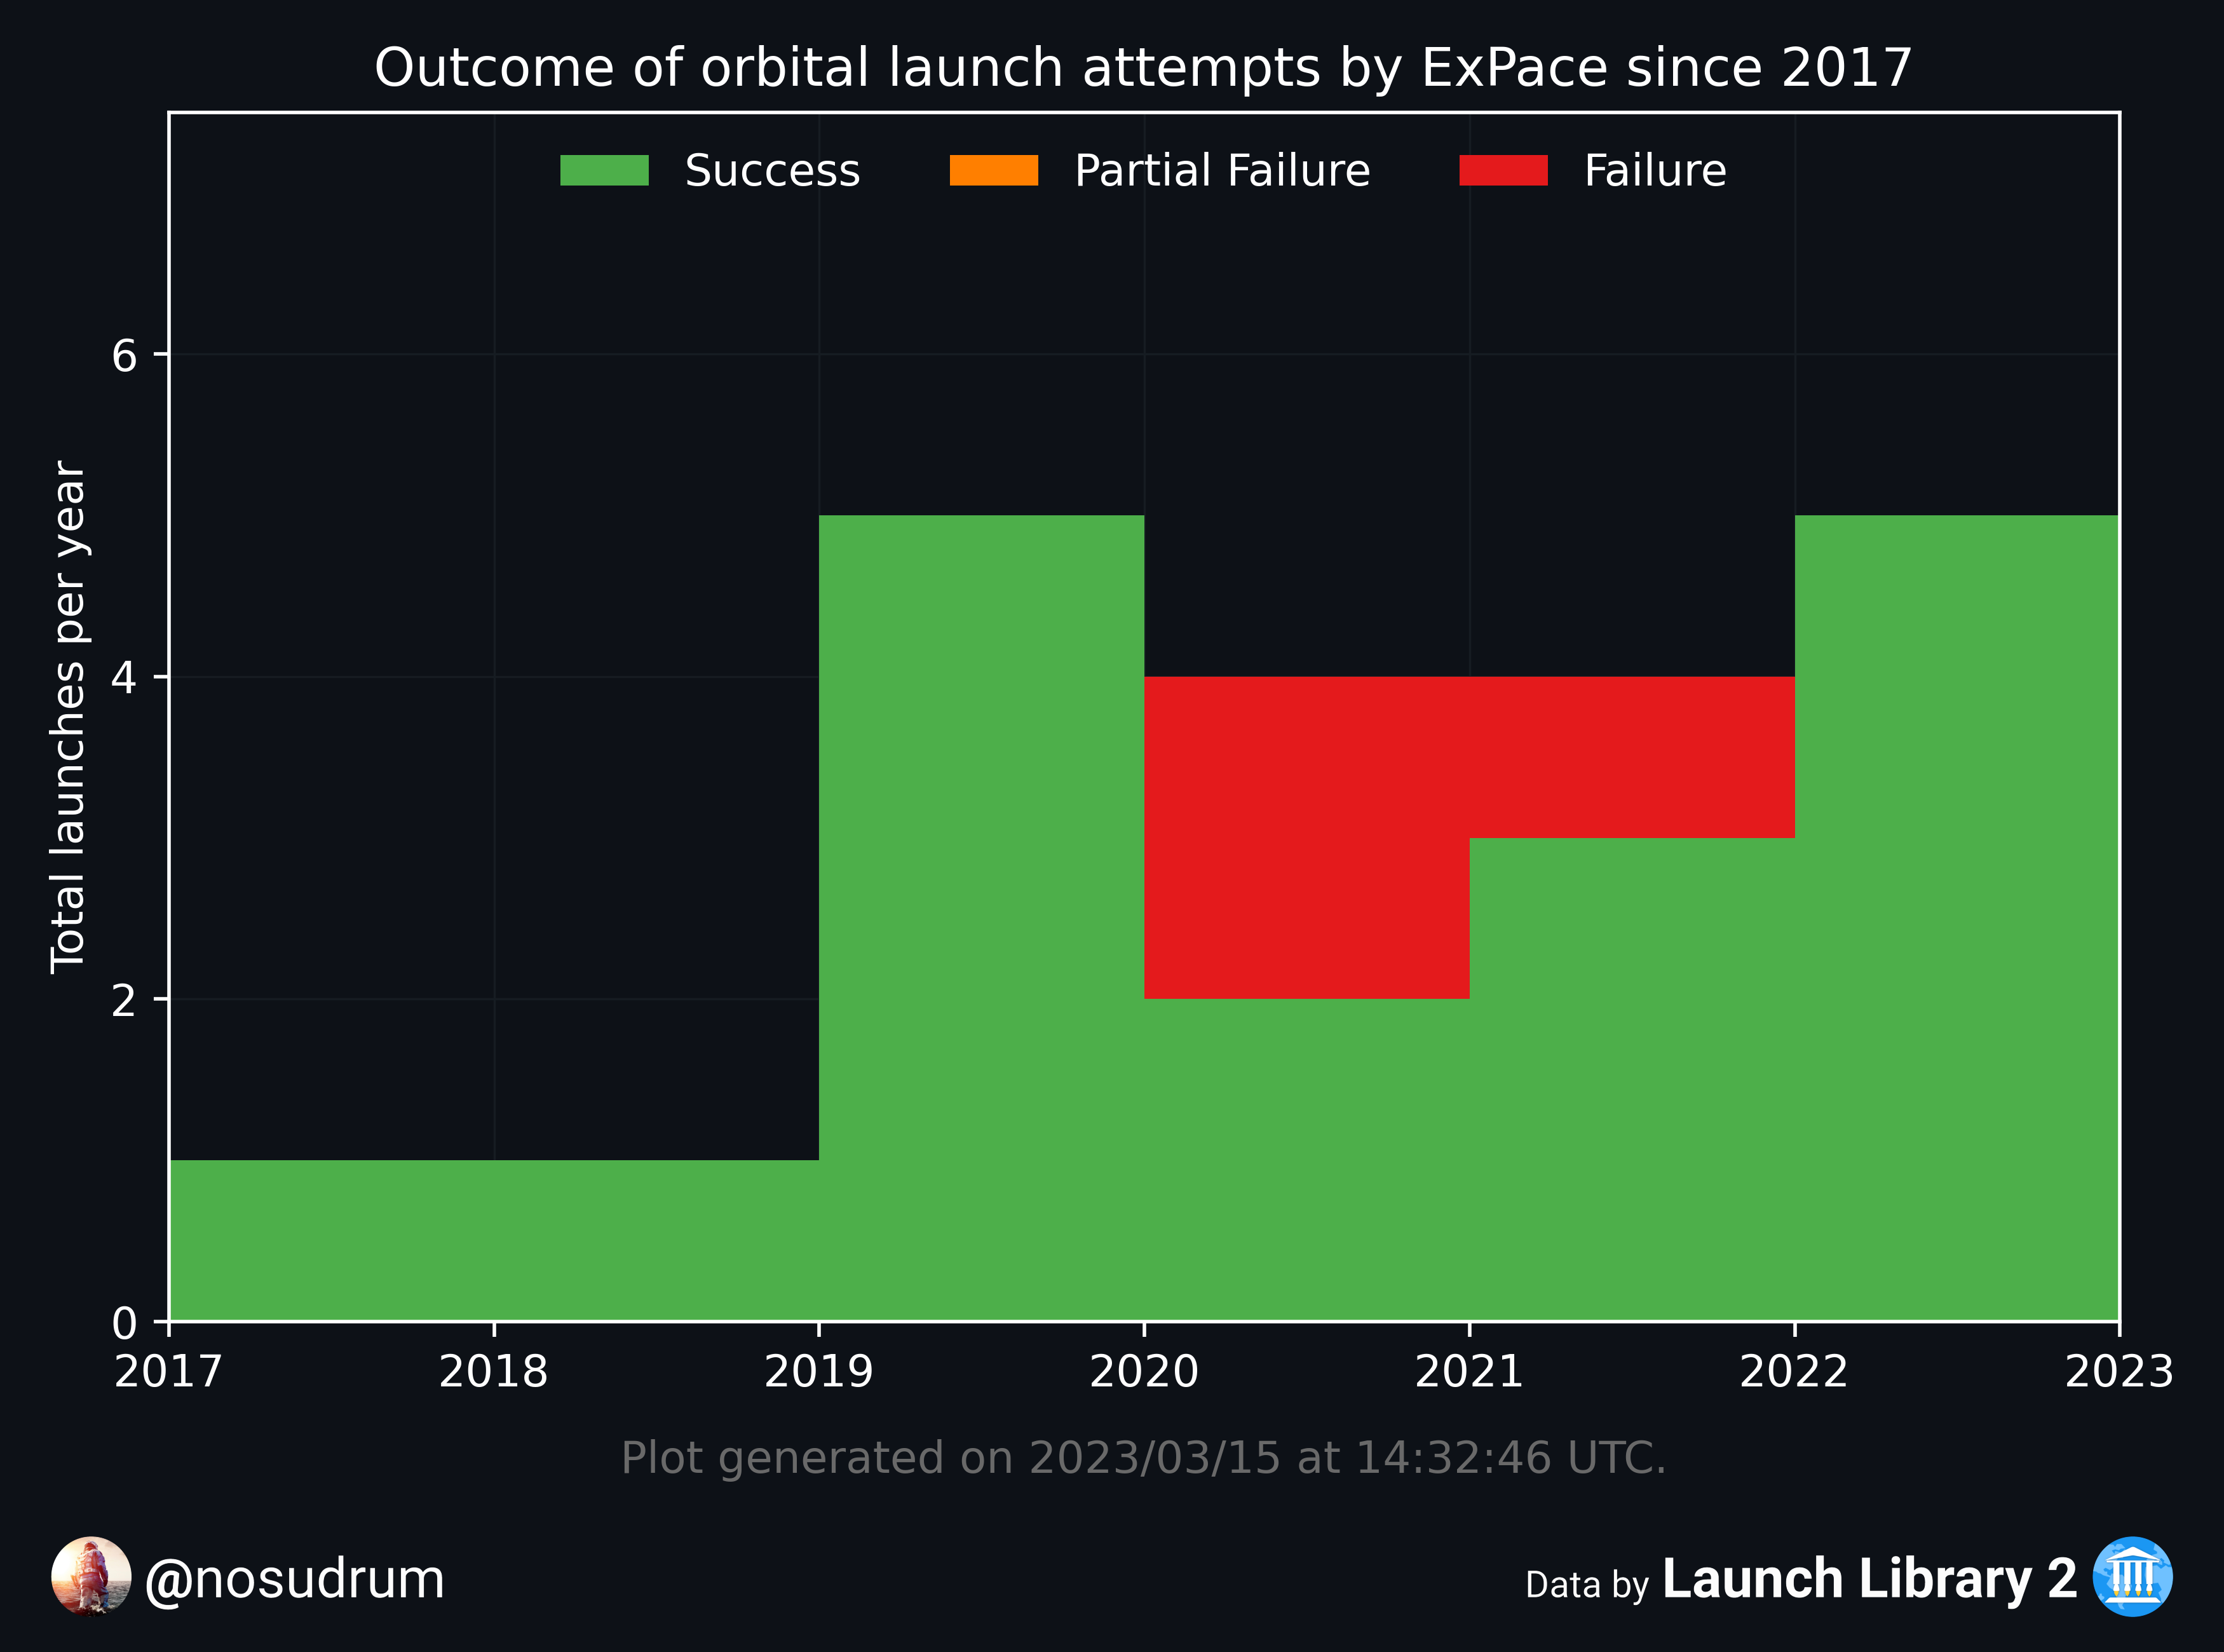 Outcome of orbital launch attempts by ExPace since 2017
Success Partial Failure Failure
Total launches per year
6
4
2
0
2017 2018 2019 2020 2021 2022 2023
Plot generated on 2023/03/15 at 14:32:46 UTC.
@nosudrum
Data by Launch Library 2